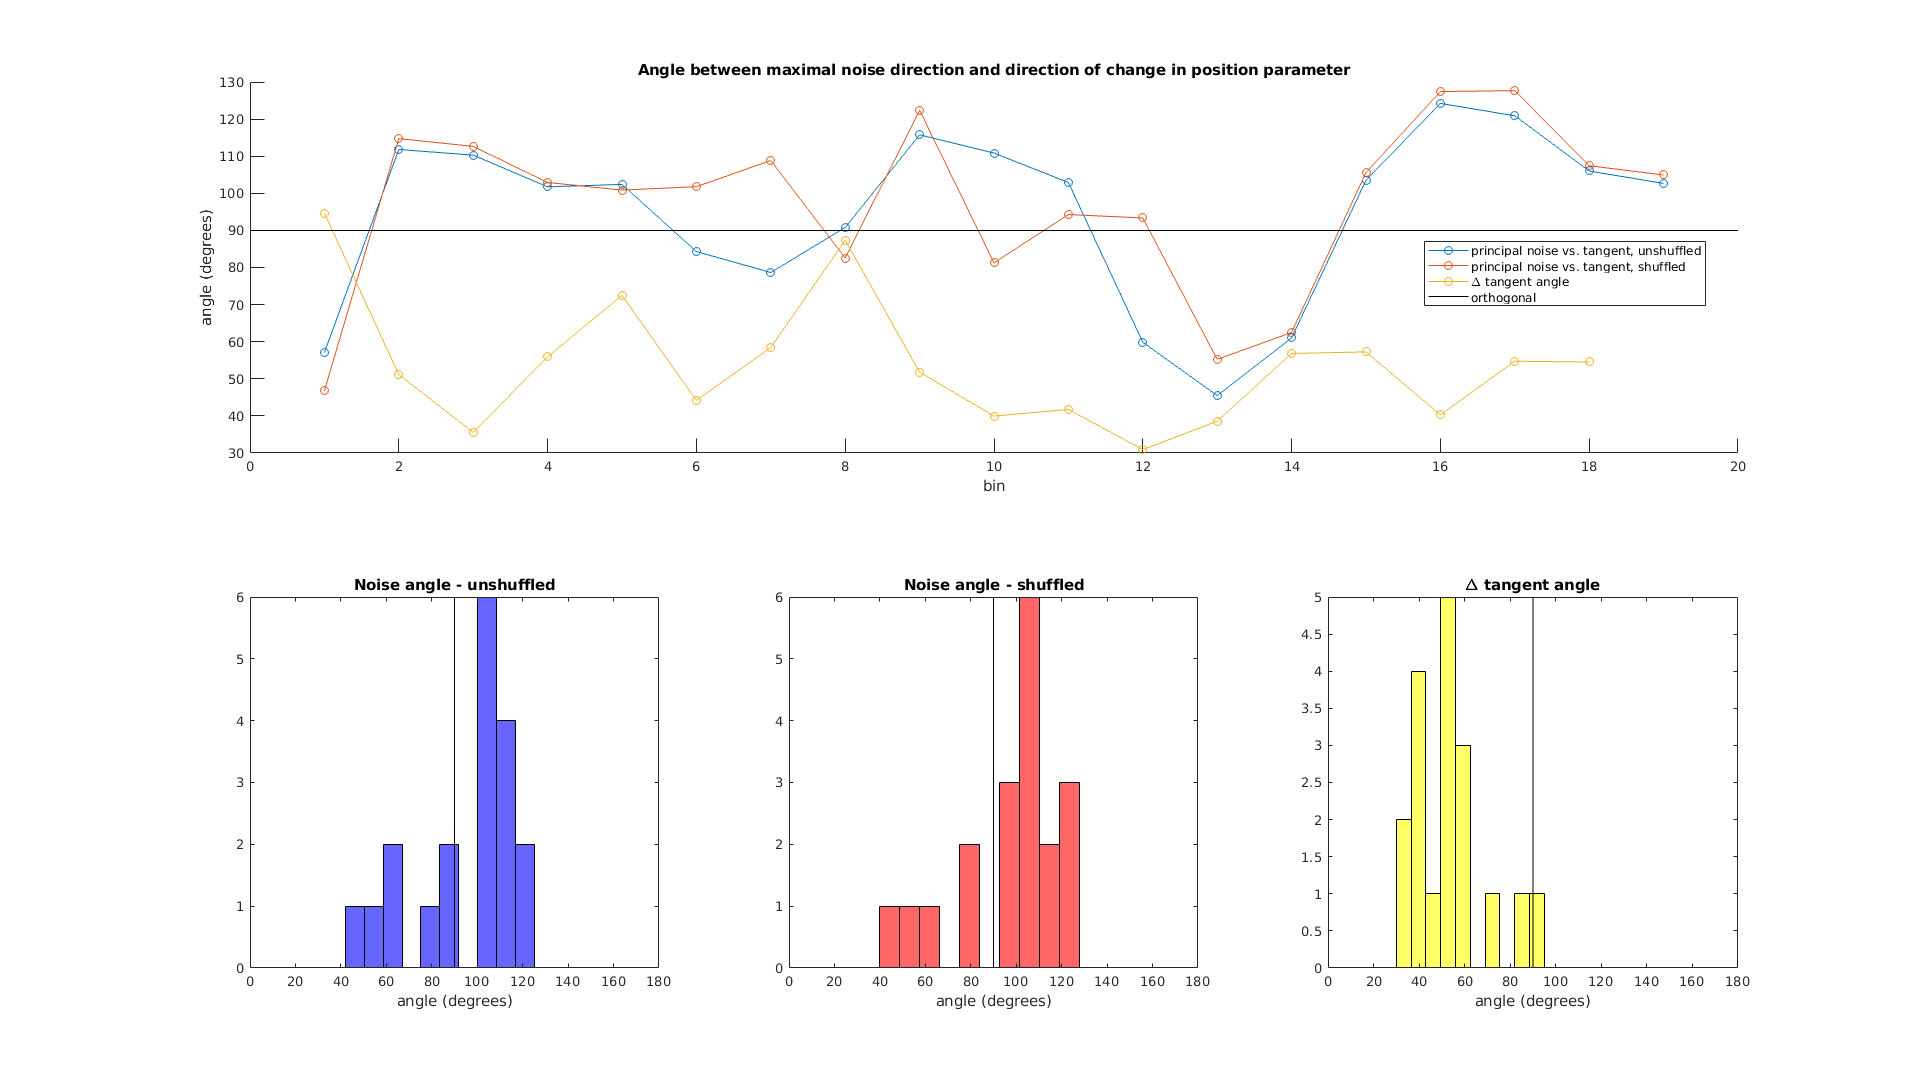 Angle between maximal noise direction and direction of change in position parameter
130
120
110
100
90
80
70
60
50
40
30
angle (degrees)
0 2 4 6 8 10 12 14 16 18 20
bin
principal noise vs. tangent, unshuffled
principal noise vs. tangent, shuffled
Δ tangent angle
orthogonal
Noise angle - unshuffled
6
5
4
3
2
1
0
0 20 40 60 80 100 120 140 160 180
angle (degrees)
Noise angle - shuffled
6
5
4
3
2
1
0
0 20 40 60 80 100 120 140 160 180
angle (degrees)
Δ tangent angle
5
4.5
4
3.5
3
2.5
2
1.5
1
0.5
0
0 20 40 60 80 100 120 140 160 180
angle (degrees)